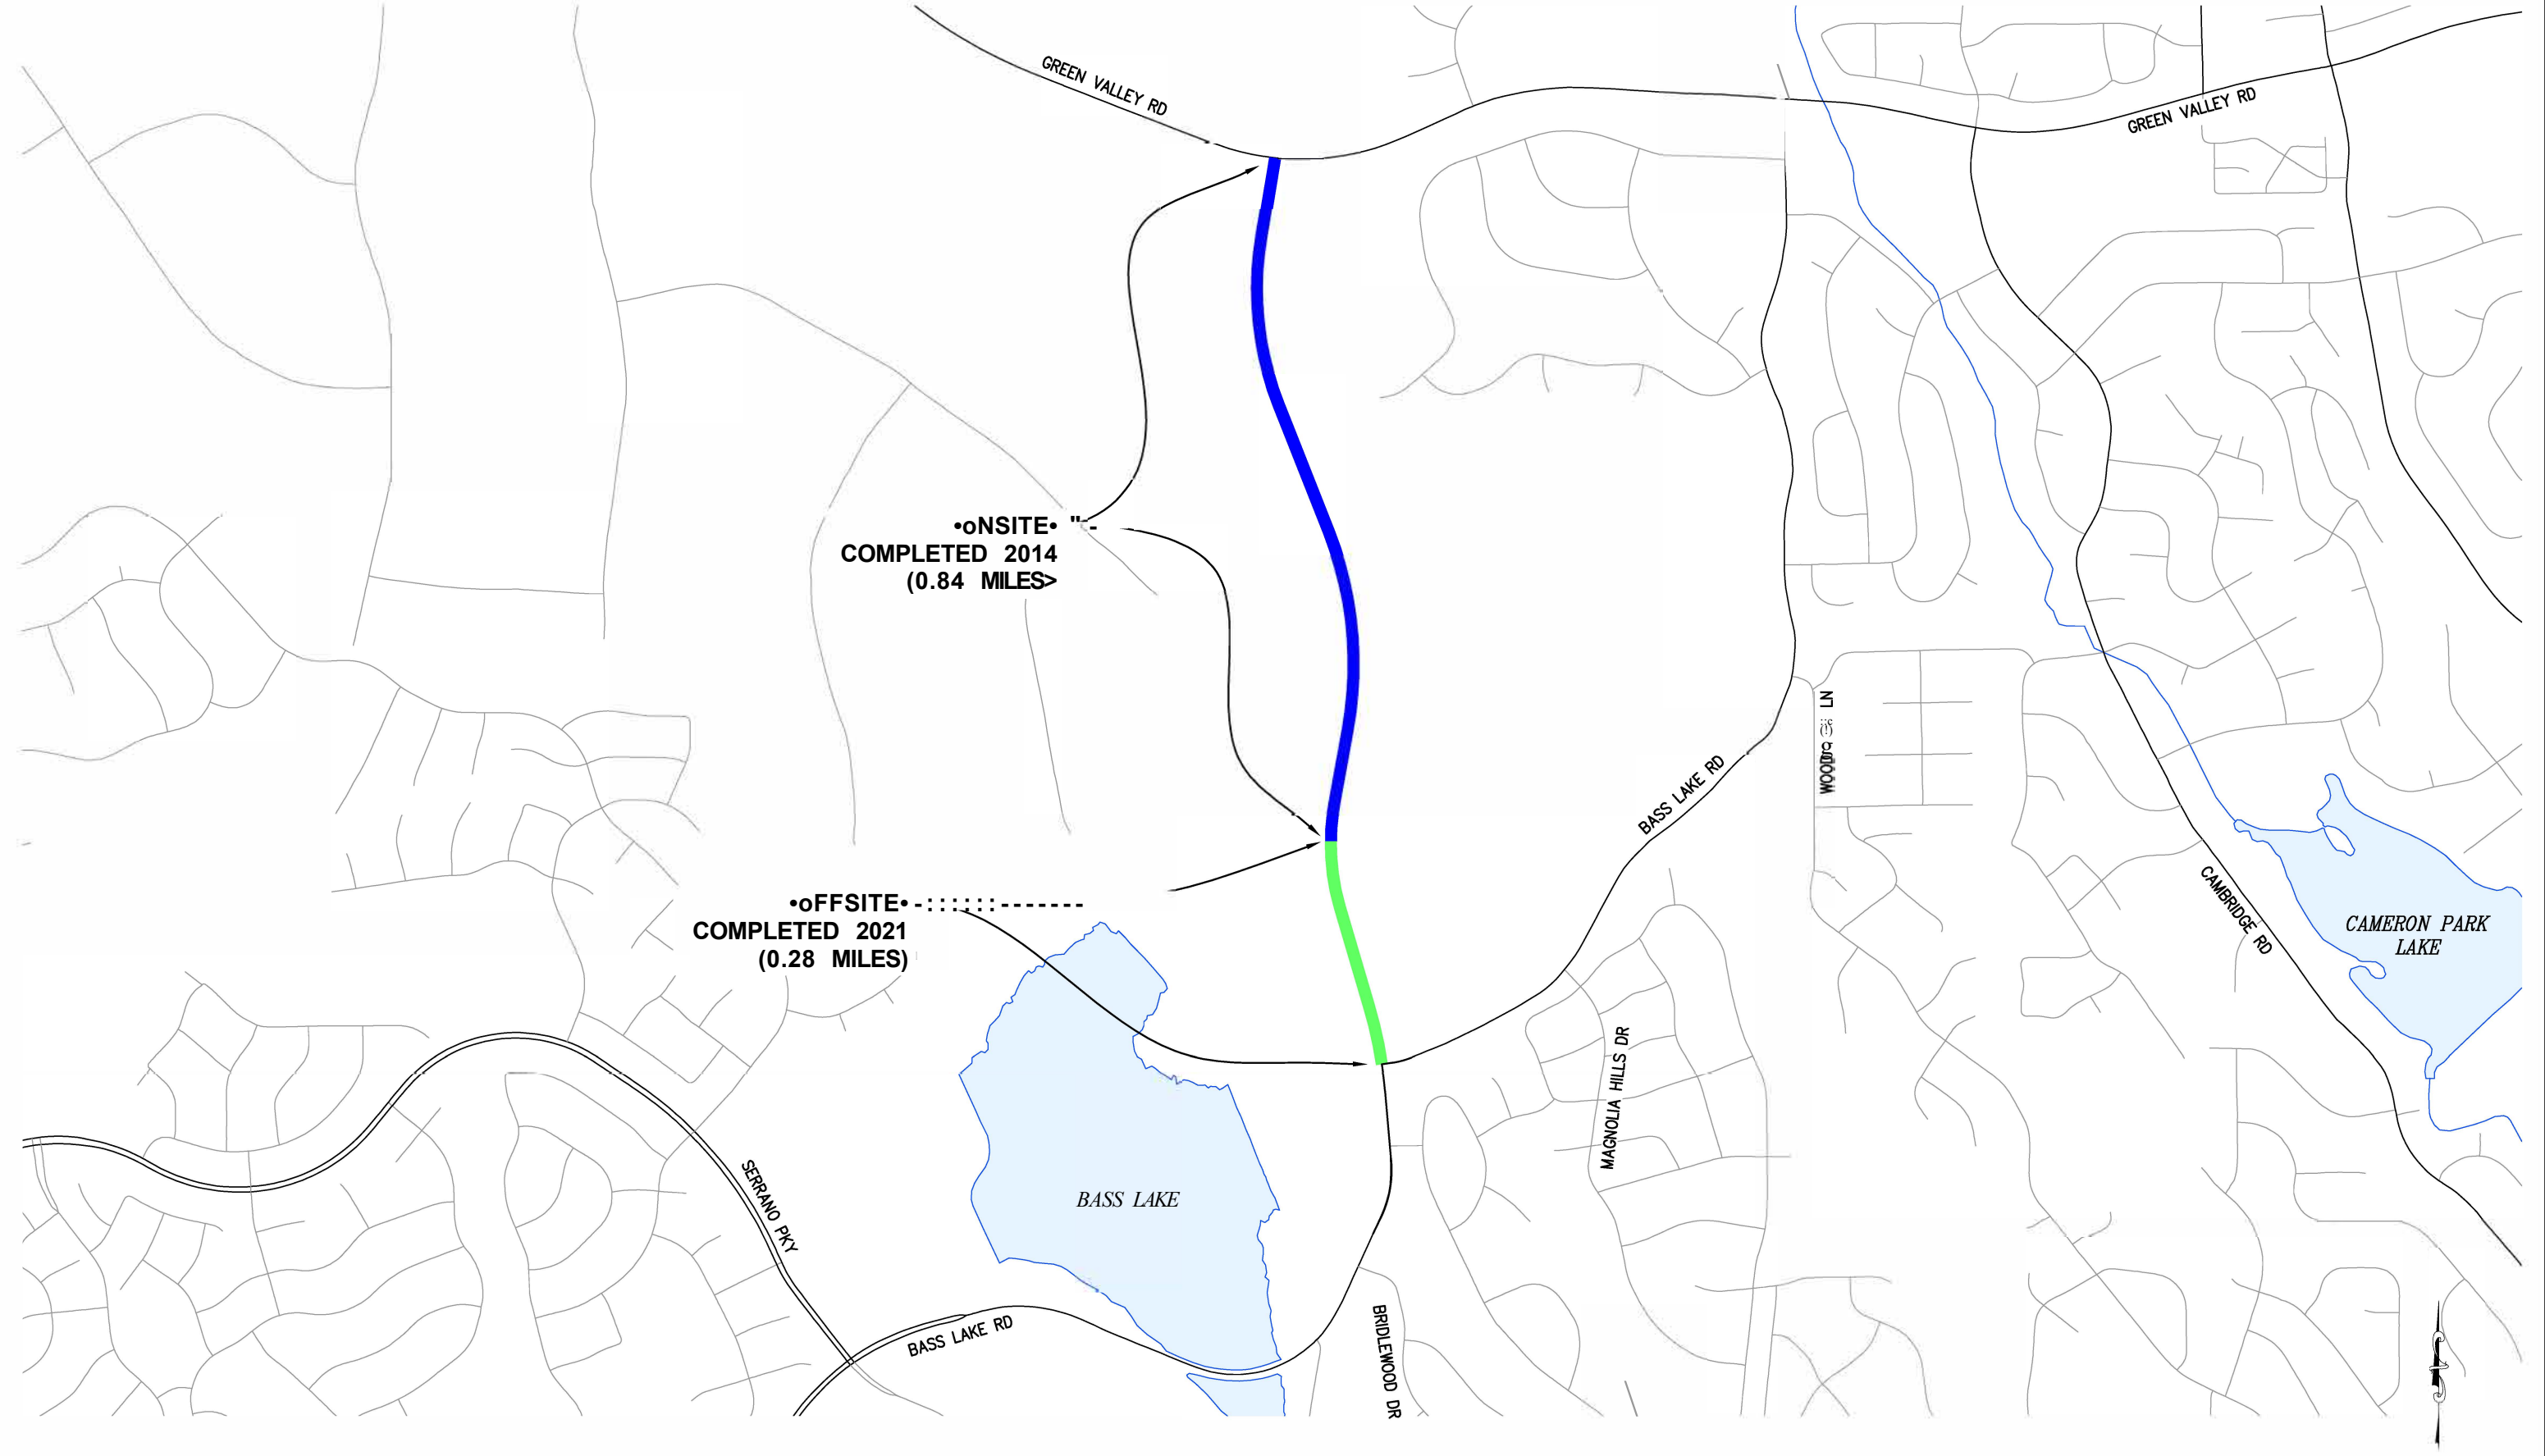 GREEN VALLEY RD
GREEN VALLEY RD
•oNSITE• "-
COMPLETED 2014
(0.84 MILES>
LN
BASS LAKE RD
•oFFSITE•-::::::-------
COMPLETED 2021
(0.28 MILES)
CAMBRIDGE RD
CAMERON PARK
LAKE
MAGNOLIA HILLS DR
SERRANO PKY
BASS LAKE
BASS LAKE RD
BRIDLEWOOD DR